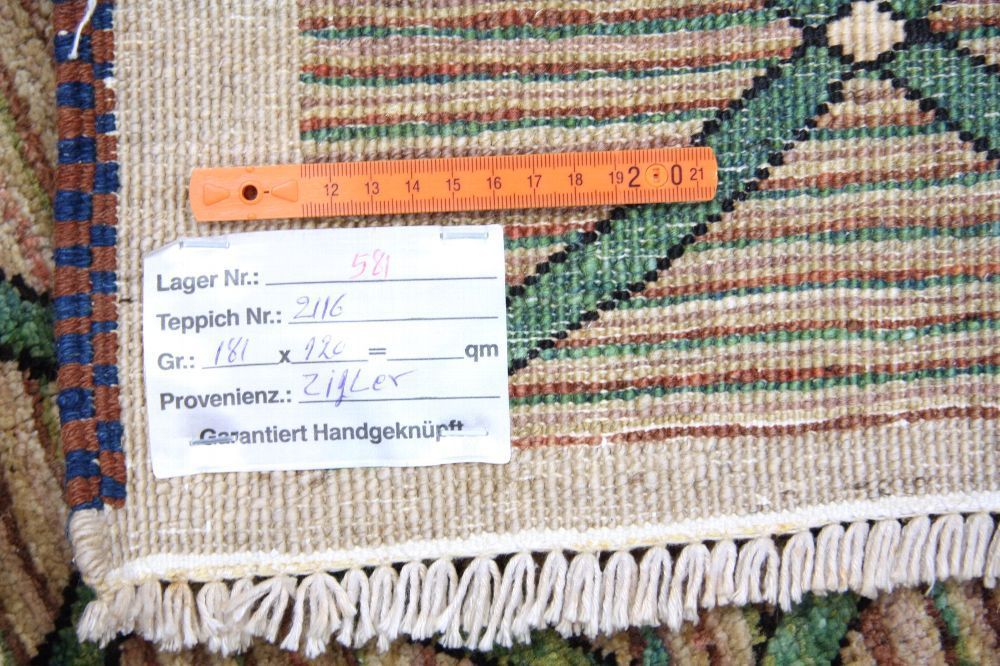 12 13 14 15 16 17 18 19 20 21
Lager Nr.: 581
Teppich Nr.: 2116
Gr.: 181 x 120 = qm
Provenienz.: Zigler
Garantiert Handgeknüpft